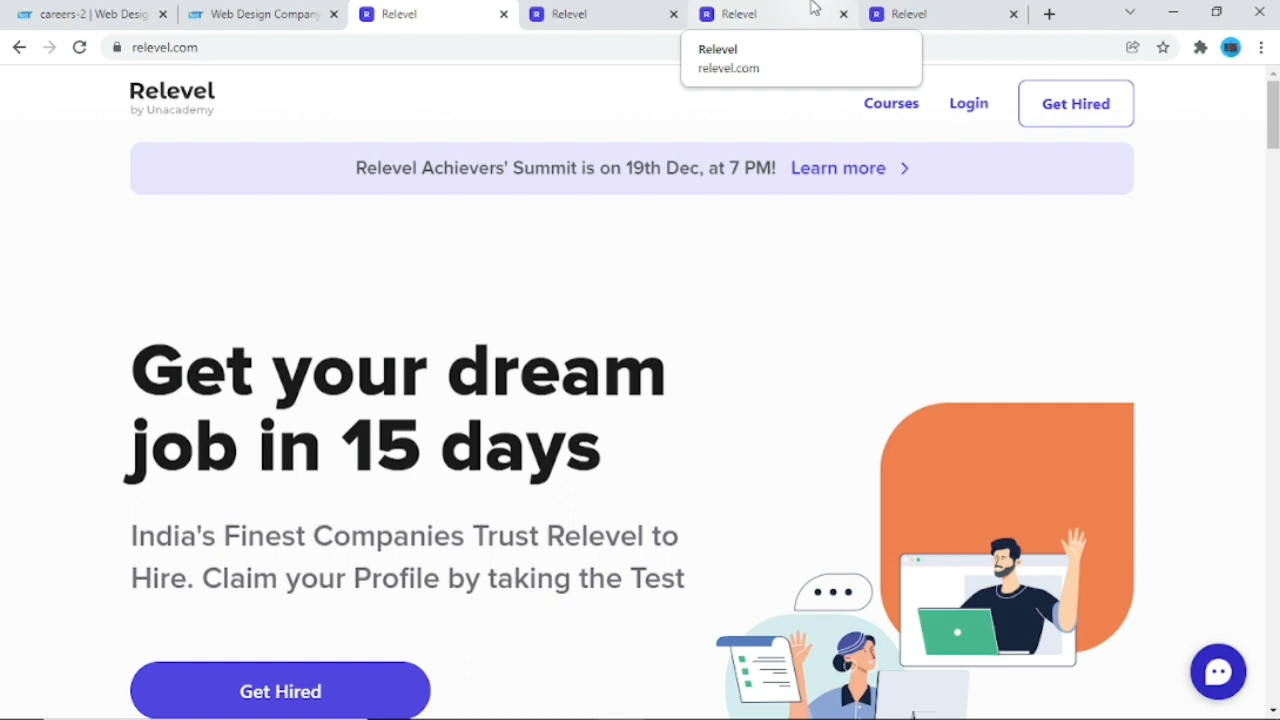 careers-2 | Web Desig
Web Design Company
Relevel
Relevel
Relevel
Relevel
relevel.com
Relevel
relevel.com
Relevel
by Unacademy
Courses
Login
Get Hired
Relevel Achievers' Summit is on 19th Dec, at 7 PM! Learn more
Get your dream
job in 15 days
India's Finest Companies Trust Relevel to
Hire. Claim your Profile by taking the Test
Get Hired